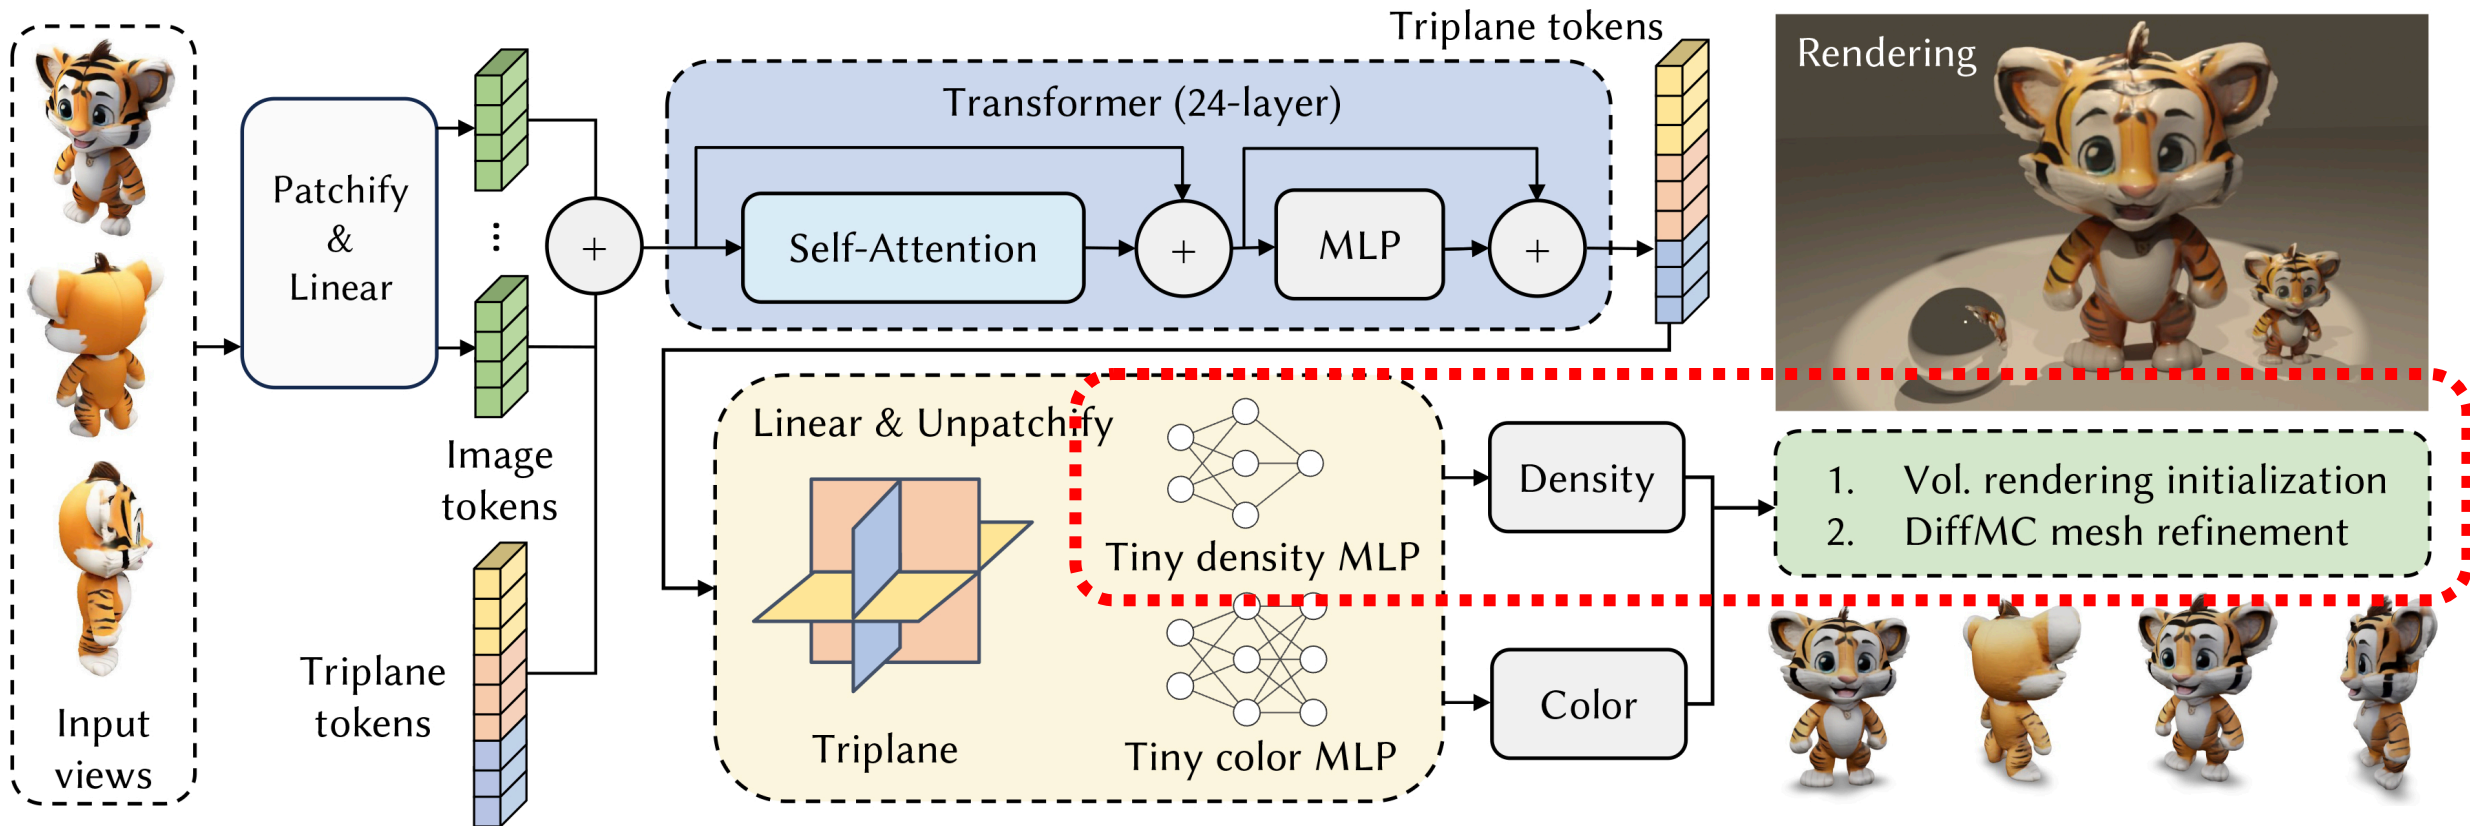 Triplane tokens
Rendering
Transformer (24-layer)
Patchify
&
Linear
+
Self-Attention
+
MLP
+
Image
tokens
Linear & Unpatchify
Tiny density MLP
Density
1. Vol. rendering initialization
2. DiffMC mesh refinement
Triplane
tokens
Input
views
Triplane
Tiny color MLP
Color